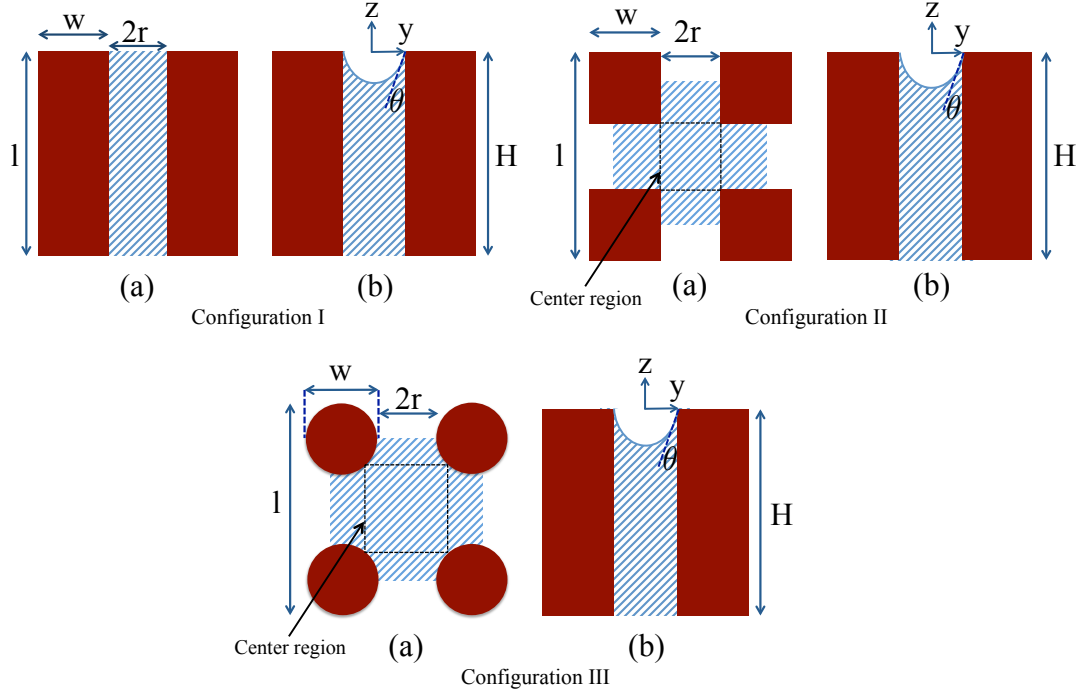 w
2r
z
y
θ
l
H
(a)
(b)
Configuration I
w
2r
z
y
θ
l
H
(a)
(b)
Center region
Configuration II
w
2r
z
y
θ
l
H
(a)
(b)
Center region
Configuration III